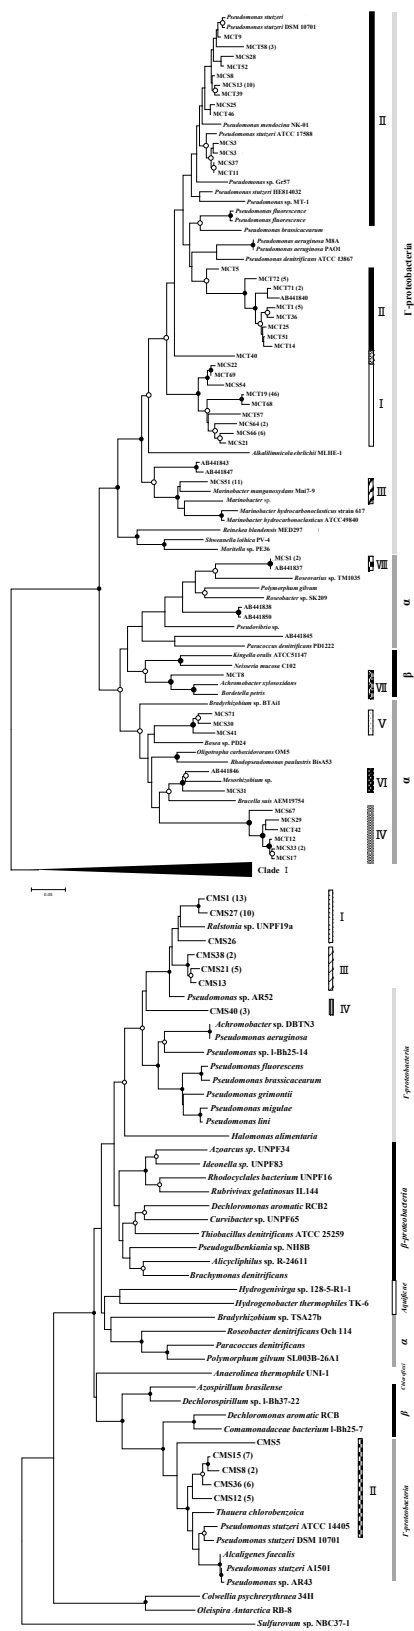 Pseudomonas stutzeri
Pseudomonas stutzeri DSM 10701
MCT9
MCT58 (3)
MCS28
MCT52
MCS8
MCS13 (10)
MCT39
MCS25
MCT46
Pseudomonas mendocina NK-01
Pseudomonas stutzeri ATCC 17588
MCS3
MCS3
MCS37
MCT11
Pseudomonas sp. Gr57
Pseudomonas stutzeri HE814032
Pseudomonas sp. MT-1
Pseudomonas fluorescence
Pseudomonas fluorescence
Pseudomonas brassicacearum
Pseudomonas aeruginosa M8A
Pseudomonas aeruginosa PAO1
Pseudomonas denitrificans ATCC 13867
MCT5
MCT72 (5)
MCT71 (2)
AB441840
MCT1 (5)
MCT36
MCT25
MCT51
MCT14
MCT40
MCS22
MCT69
MCS54
MCT19 (46)
MCT68
MCT57
MCS64 (2)
MCS66 (6)
MCS21
Alkalilimnicola ehrlichii MLHE-1
AB441843
AB441847
MCS51 (11)
Marinobacter manganoxydans MnI7-9
Marinobacter sp.
Marinobacter hydrocarbonoclasticus strain 617
Marinobacter hydrocarbonoclasticus ATCC49840
Reinekea blandensis MED297
Shewanella loihica PV-4
Moritella sp. PE36
MCS1 (2)
AB441837
Roseovarius sp. TM1035
Polymorphum gilvum
Roseobacter sp. SK209
AB441838
AB441850
Pseudovibrio sp.
AB441845
Paracoccus denitrificans PD1222
Kingella oralis ATCC51147
Neisseria mucosa C102
MCT8
Achromobacter xylosoxidans
Bordetella petrii
Bradyrhizobium sp. BTAi1
MCS71
MCS30
MCS41
Bosea sp. PD24
Oligotropha carboxidovorans OM5
Rhodopseudomonas paulustris BisA53
AB441846
Mesorhizobium sp.
MCS31
Brucella suis AEM19754
MCS67
MCS29
MCT42
MCT12
MCS33 (2)
MCS17
Clade I
0.05
II
II
I
III
VIII
VII
V
VI
IV
Γ-proteobacteria
α
β
α
CMS1 (13)
CMS27 (10)
Ralstonia sp. UNPF19a
CMS26
CMS38 (2)
CMS21 (5)
CMS13
Pseudomonas sp. AR52
CMS40 (3)
Achromobacter sp. DBTN3
Pseudomonas aeruginosa
Pseudomonas sp. l-Bh25-14
Pseudomonas fluorescens
Pseudomonas brassicacearum
Pseudomonas grimontii
Pseudomonas migulae
Pseudomonas lini
Halomonas alimentaria
Azoarcus sp. UNPF34
Ideonella sp. UNPF83
Rhodocyclales bacterium UNPF16
Rubrivivax gelatinosus IL144
Dechloromonas aromatic RCB2
Curvibacter sp. UNPF65
Thiobacillus denitrificans ATCC 25259
Pseudogulbenkiania sp. NH8B
Alicycliphilus sp. R-24611
Brachymonas denitrificans
Hydrogenivirga sp. 128-5-R1-1
Hydrogenobacter thermophiles TK-6
Bradyrhizobium sp. TSA27b
Roseobacter denitrificans Och 114
Paracoccus denitrificans
Polymorphum gilvum SL003B-26A1
Anaerolinea thermophile UNI-1
Azospirillum brasilense
Dechlorospirillum sp. l-Bh37-22
Dechloromonas aromatic RCB
Comamonadaceae bacterium l-Bh25-7
CMS5
CMS15 (7)
CMS8 (2)
CMS36 (6)
CMS12 (5)
Thauera chlorobenzoica
Pseudomonas stutzeri ATCC 14405
Pseudomonas stutzeri DSM 10701
Alcaligenes faecalis
Pseudomonas stutzeri A1501
Pseudomonas sp. AR43
Colwellia psychrerythraea 34H
Oleispira Antarctica RB-8
Sulfurovum sp. NBC37-1
I
III
IV
II
Γ-proteobacteria
β-proteobacteria
Aquificae
α
Chloroflexi
β
Γ-proteobacteria